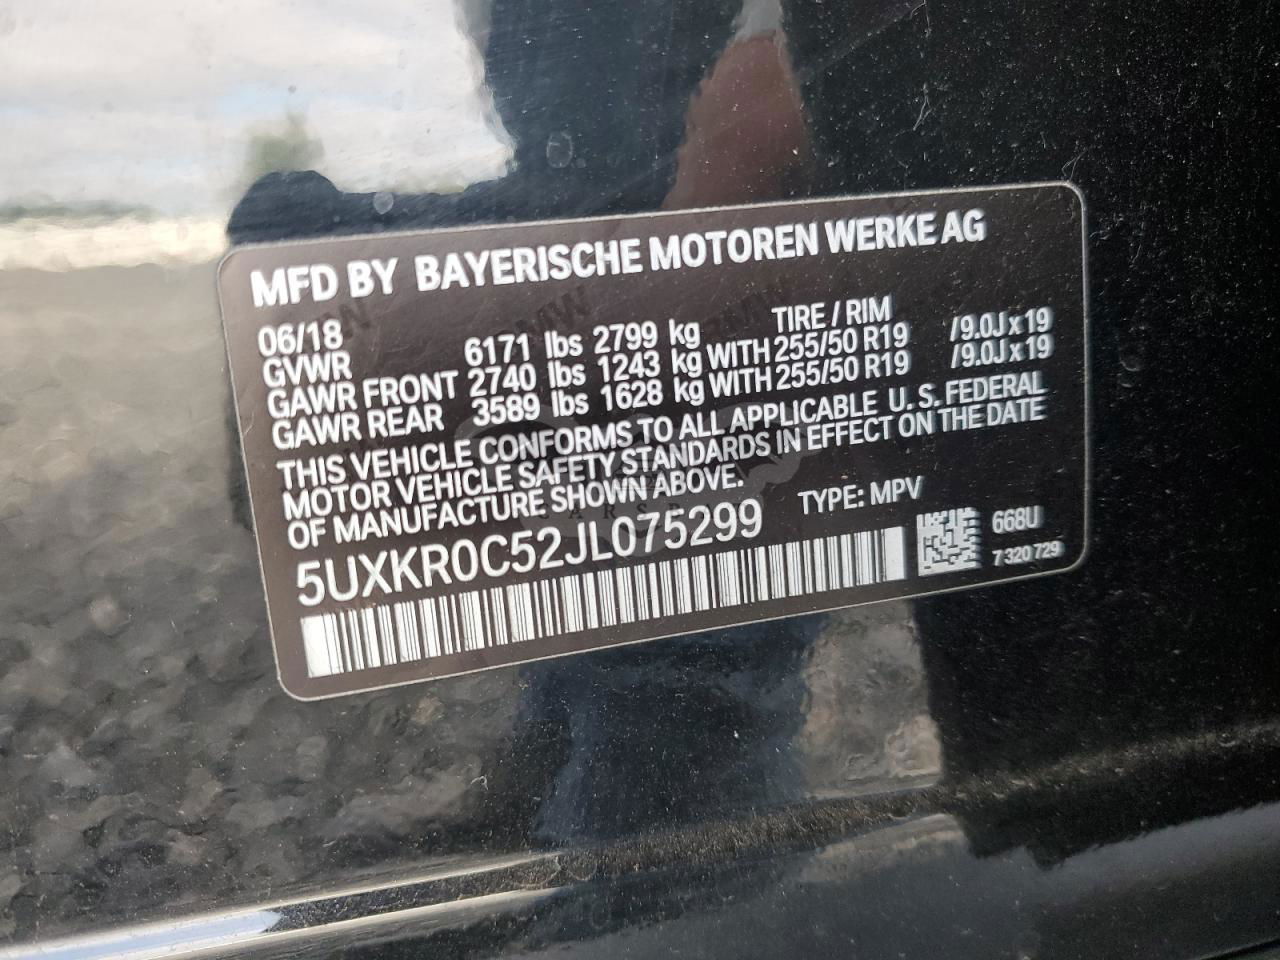 MFD BY BAYERISCHE MOTOREN WERKE AG
06/18 TIRE / RIM
GVWR 6171 lbs 2799 kg
GAWR FRONT 2740 lbs 1243 kg WITH 255/50 R19 /9.0J x 19
GAWR REAR 3589 lbs 1628 kg WITH 255/50 R19 /9.0J x 19
THIS VEHICLE CONFORMS TO ALL APPLICABLE U. S. FEDERAL
MOTOR VEHICLE SAFETY STANDARDS IN EFFECT ON THE DATE
OF MANUFACTURE SHOWN ABOVE.
5UXKR0C52JL075299 TYPE: MPV
668U
7 320 729